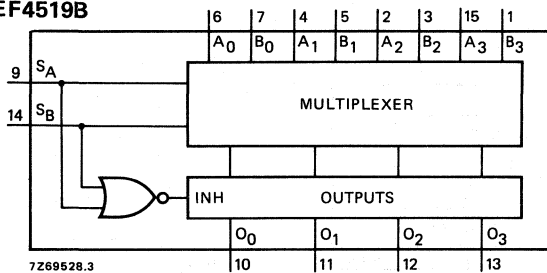 EF4519B
6 7 4 5 2 3 15 1
A0 B0 A1 B1 A2 B2 A3 B3
9 SA
MULTIPLEXER
14 SB
INH OUTPUTS
O0 O1 O2 O3
7Z69528.3 10 11 12 13